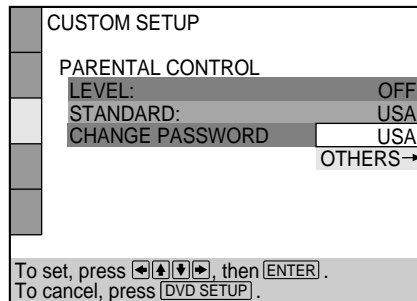 CUSTOM SETUP
PARENTAL CONTROL
LEVEL: OFF
STANDARD: USA
CHANGE PASSWORD USA
OTHERS→
To set, press ←↑↓→, then ENTER.
To cancel, press DVD SETUP.